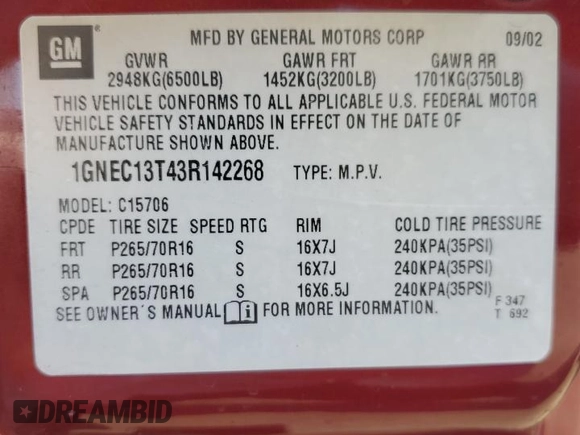 GM
MFD BY GENERAL MOTORS CORP 09/02
GVWR GAWR FRT GAWR RR
2948KG(6500LB) 1452KG(3200LB) 1701KG(3750LB)
THIS VEHICLE CONFORMS TO ALL APPLICABLE U.S. FEDERAL MOTOR
VEHICLE SAFETY STANDARDS IN EFFECT ON THE DATE OF
MANUFACTURE SHOWN ABOVE.
1GNEC13T43R142268 TYPE: M.P.V.
MODEL: C15706
CPDE TIRE SIZE SPEED RTG RIM COLD TIRE PRESSURE
FRT P265/70R16 S 16X7J 240KPA(35PSI)
RR P265/70R16 S 16X7J 240KPA(35PSI)
SPA P265/70R16 S 16X6.5J 240KPA(35PSI)
SEE OWNER'S MANUAL i FOR MORE INFORMATION.
F 347
T 692
DREAMBID